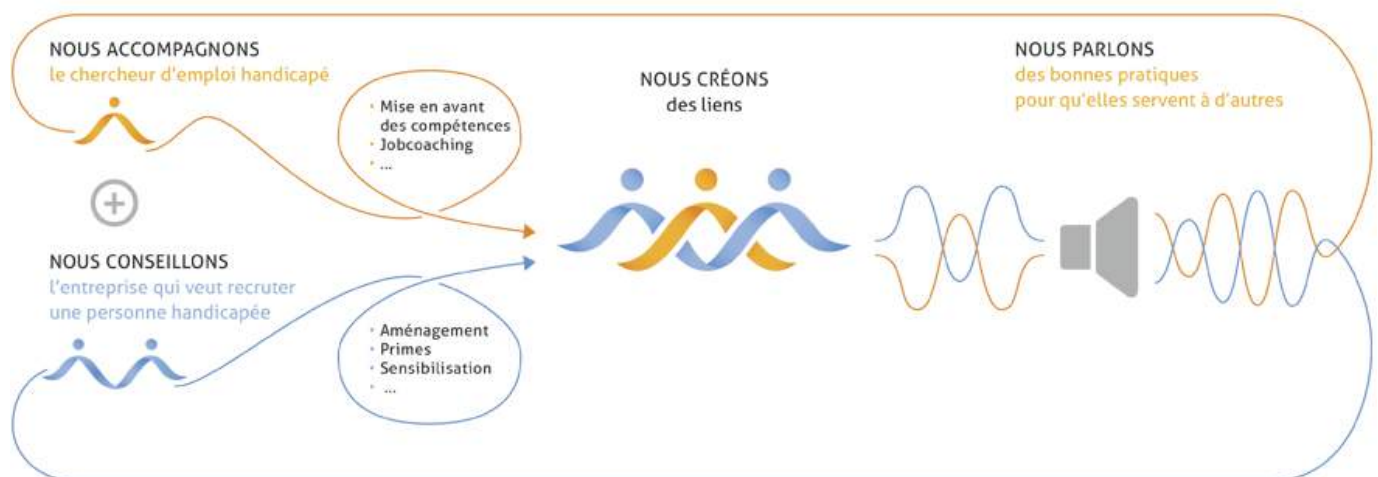 NOUS ACCOMPAGNONS
le chercheur d'emploi handicapé
• Mise en avant
des compétences
• Jobcoaching
• ...
NOUS CONSEILLONS
l'entreprise qui veut recruter
une personne handicapée
• Aménagement
• Primes
• Sensibilisation
• ...
NOUS CRÉONS
des liens
NOUS PARLONS
des bonnes pratiques
pour qu'elles servent à d'autres